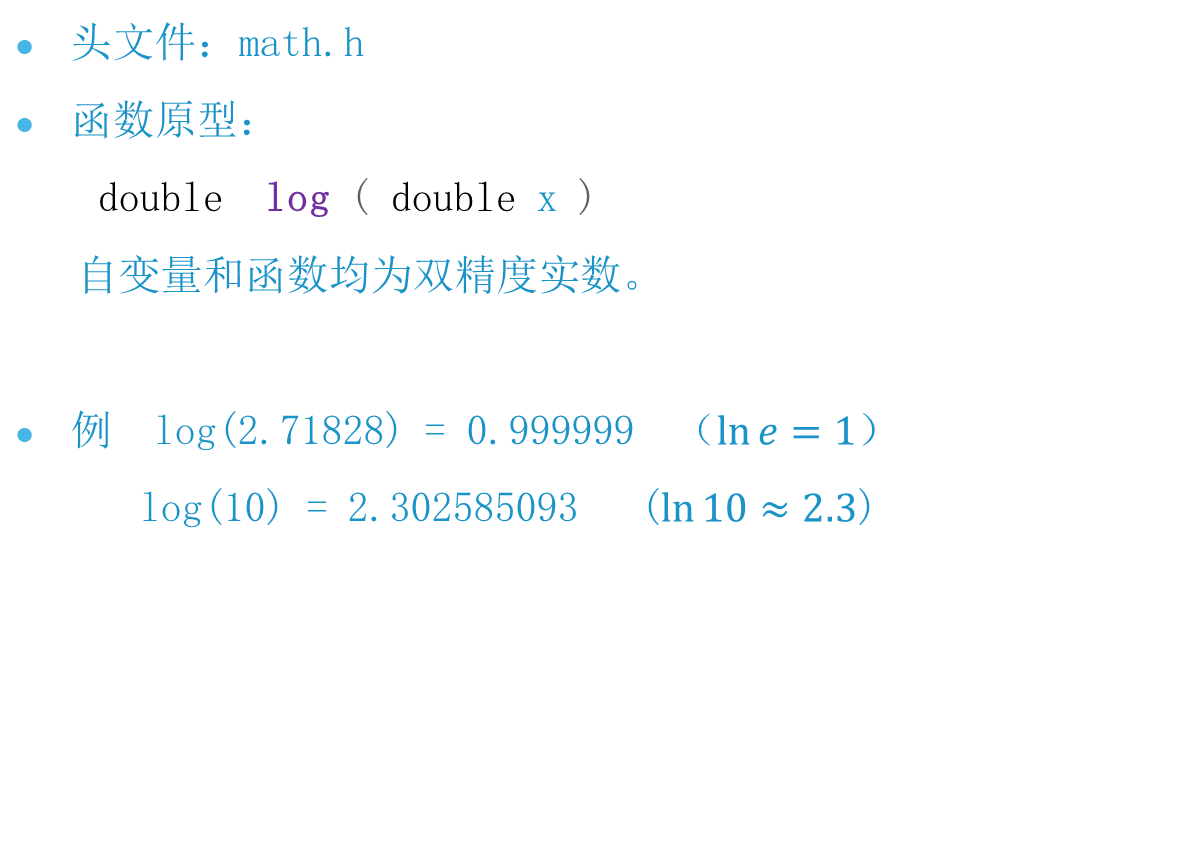 • 头文件：math.h
• 函数原型：
double log ( double x )
自变量和函数均为双精度实数。
• 例 log(2.71828) = 0.999999 （ln e = 1）
log(10) = 2.302585093 (ln 10 ≈ 2.3)